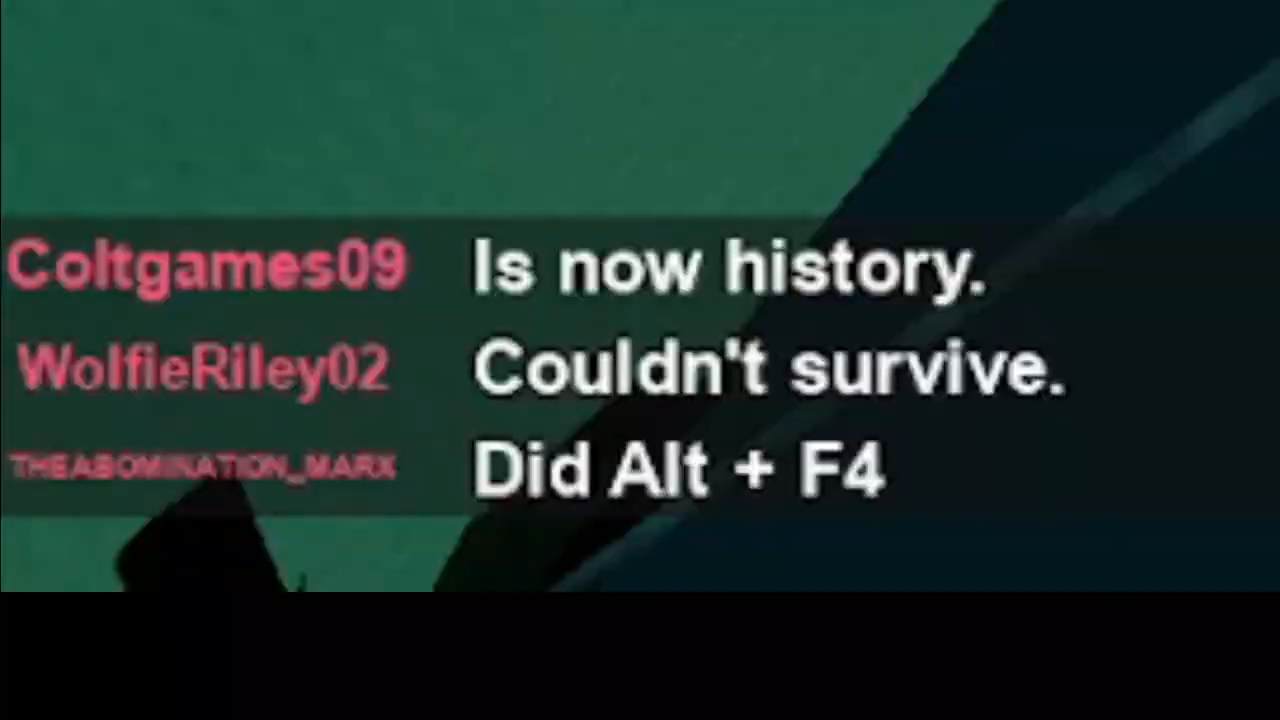 Coltgames09 Is now history.
WolfieRiley02 Couldn't survive.
THEABOMINATION_MARX Did Alt + F4